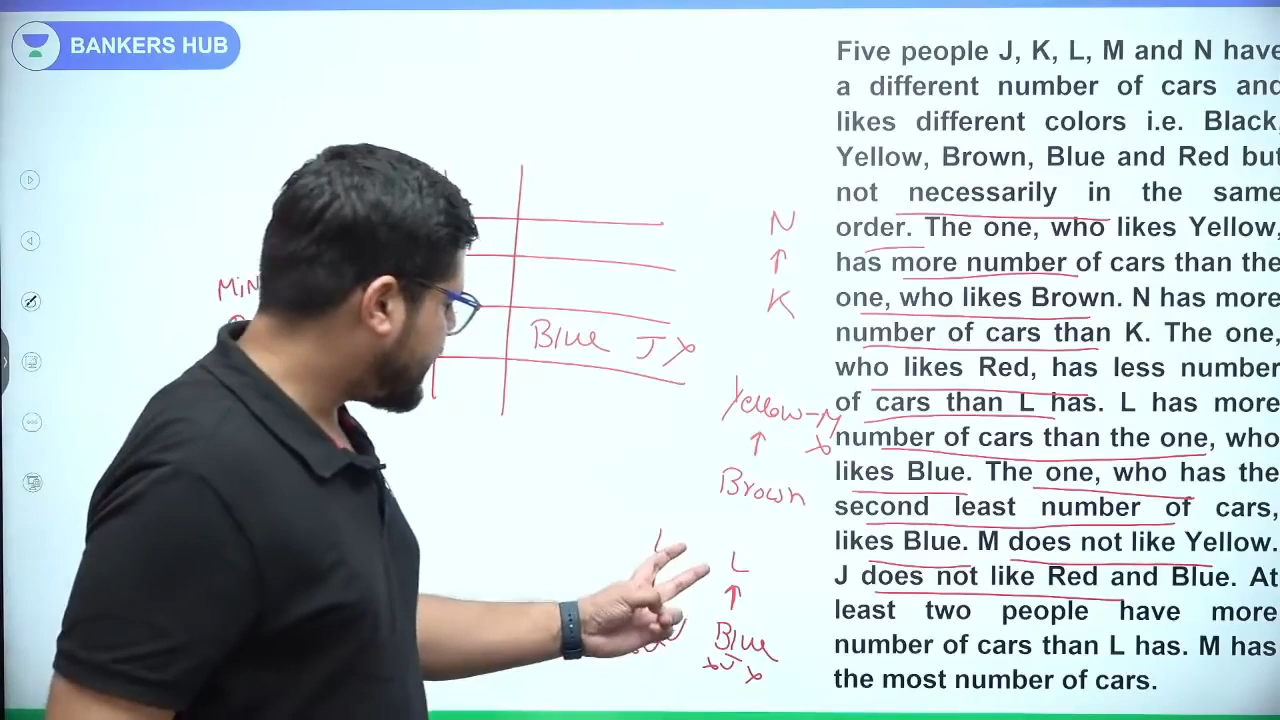 BANKERS HUB
Five people J, K, L, M and N have
a different number of cars and
likes different colors i.e. Black,
Yellow, Brown, Blue and Red but
not necessarily in the same
order. The one, who likes Yellow,
has more number of cars than the
one, who likes Brown. N has more
number of cars than K. The one,
who likes Red, has less number
of cars than L has. L has more
number of cars than the one, who
likes Blue. The one, who has the
second least number of cars,
likes Blue. M does not like Yellow.
J does not like Red and Blue. At
least two people have more
number of cars than L has. M has
the most number of cars.
N
↑
K
MIN
Blue J x
Yellow-M
x
↑
Brown
L
L
↑
Blue